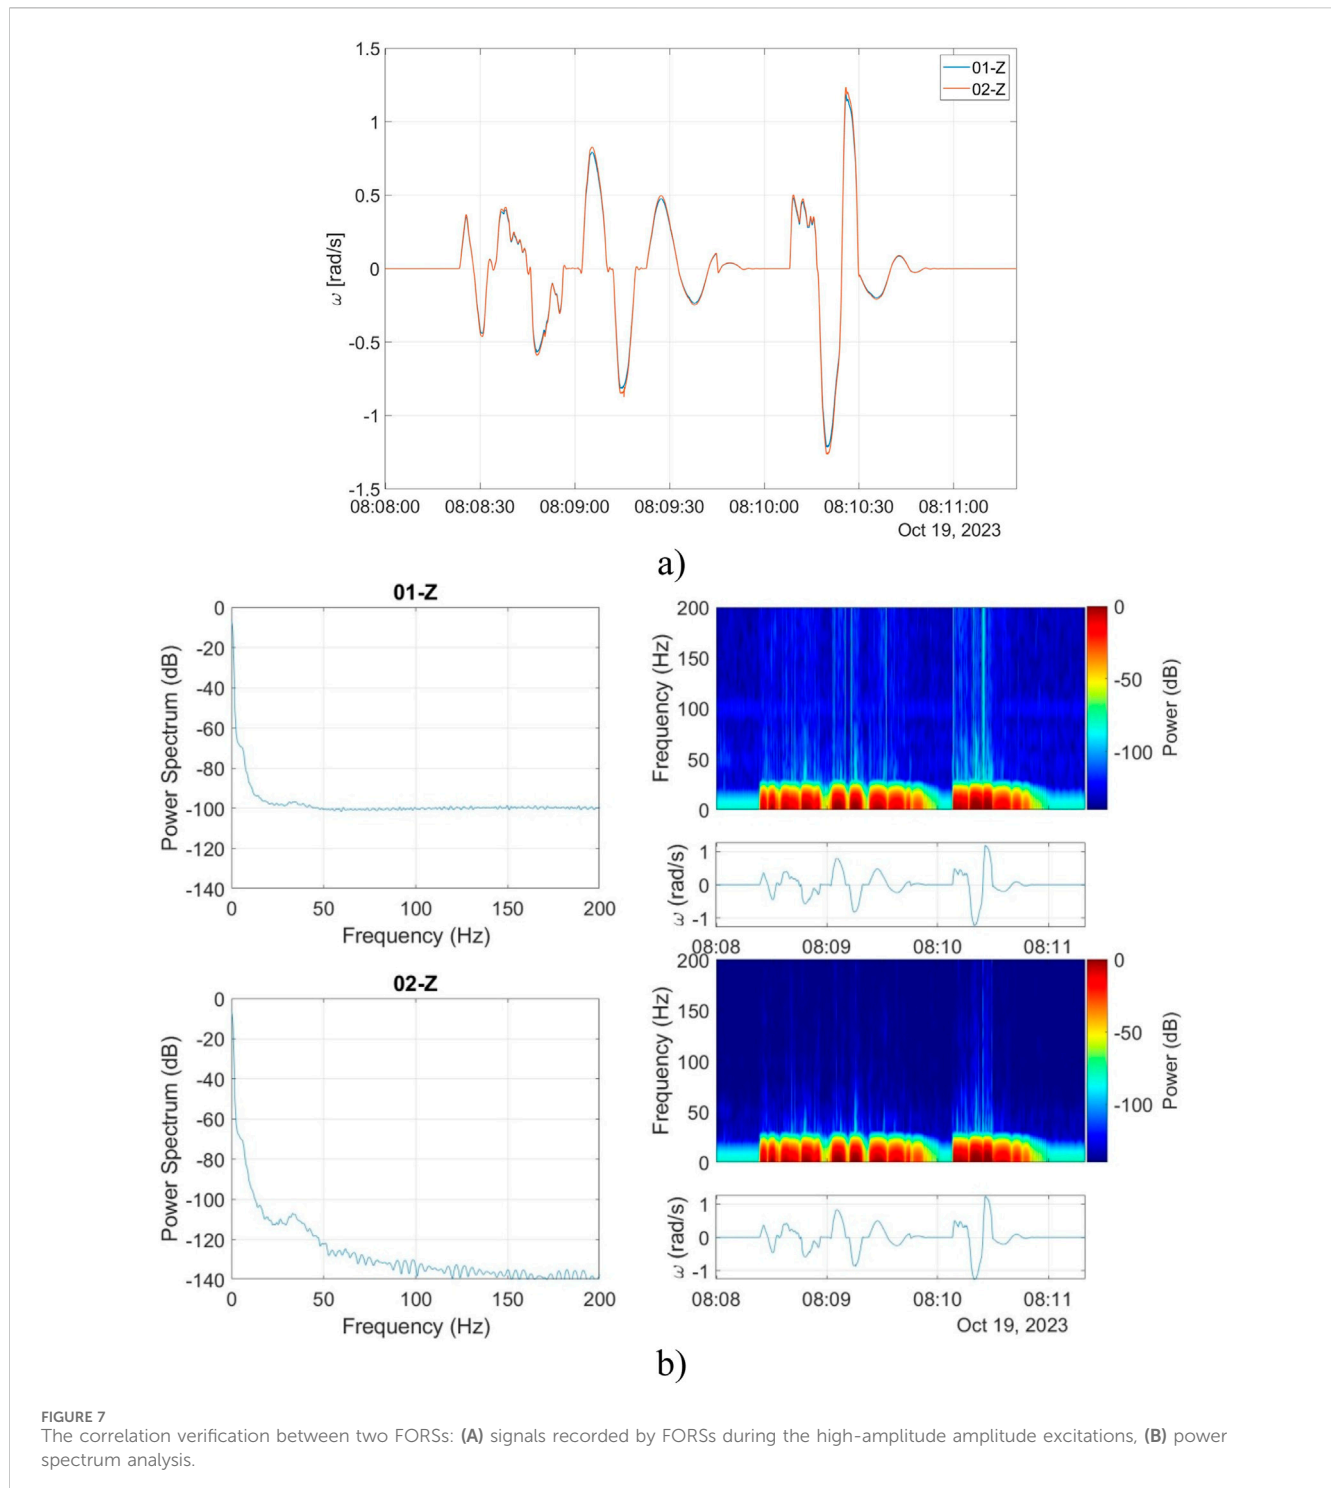 1.5
1
0.5
0
-0.5
-1
-1.5
ω [rad/s]
01-Z
02-Z
08:08:00 08:08:30 08:09:00 08:09:30 08:10:00 08:10:30 08:11:00
Oct 19, 2023
a)
01-Z
0
-20
-40
-60
-80
-100
-120
-140
Power Spectrum (dB)
0 50 100 150 200
Frequency (Hz)
200
150
100
50
0
Frequency (Hz)
0
-50
-100
Power (dB)
1
0
-1
ω (rad/s)
08:08 08:09 08:10 08:11
02-Z
0
-20
-40
-60
-80
-100
-120
-140
Power Spectrum (dB)
0 50 100 150 200
Frequency (Hz)
200
150
100
50
0
Frequency (Hz)
0
-50
-100
Power (dB)
1
0
-1
ω (rad/s)
08:08 08:09 08:10 08:11
Oct 19, 2023
b)
FIGURE 7
The correlation verification between two FORSs: (A) signals recorded by FORSs during the high-amplitude amplitude excitations, (B) power
spectrum analysis.